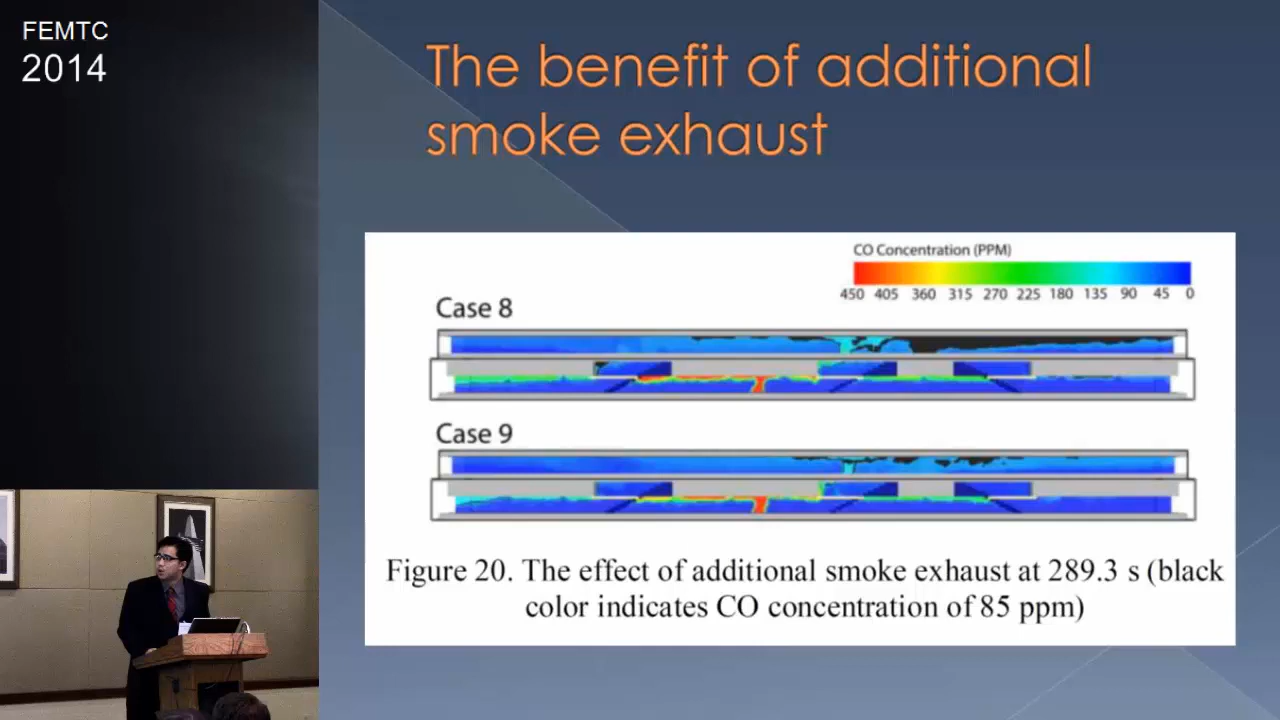 FEMTC
2014
The benefit of additional
smoke exhaust
CO Concentration (PPM)
450 405 360 315 270 225 180 135 90 45 0
Case 8
Case 9
Figure 20. The effect of additional smoke exhaust at 289.3 s (black
color indicates CO concentration of 85 ppm)